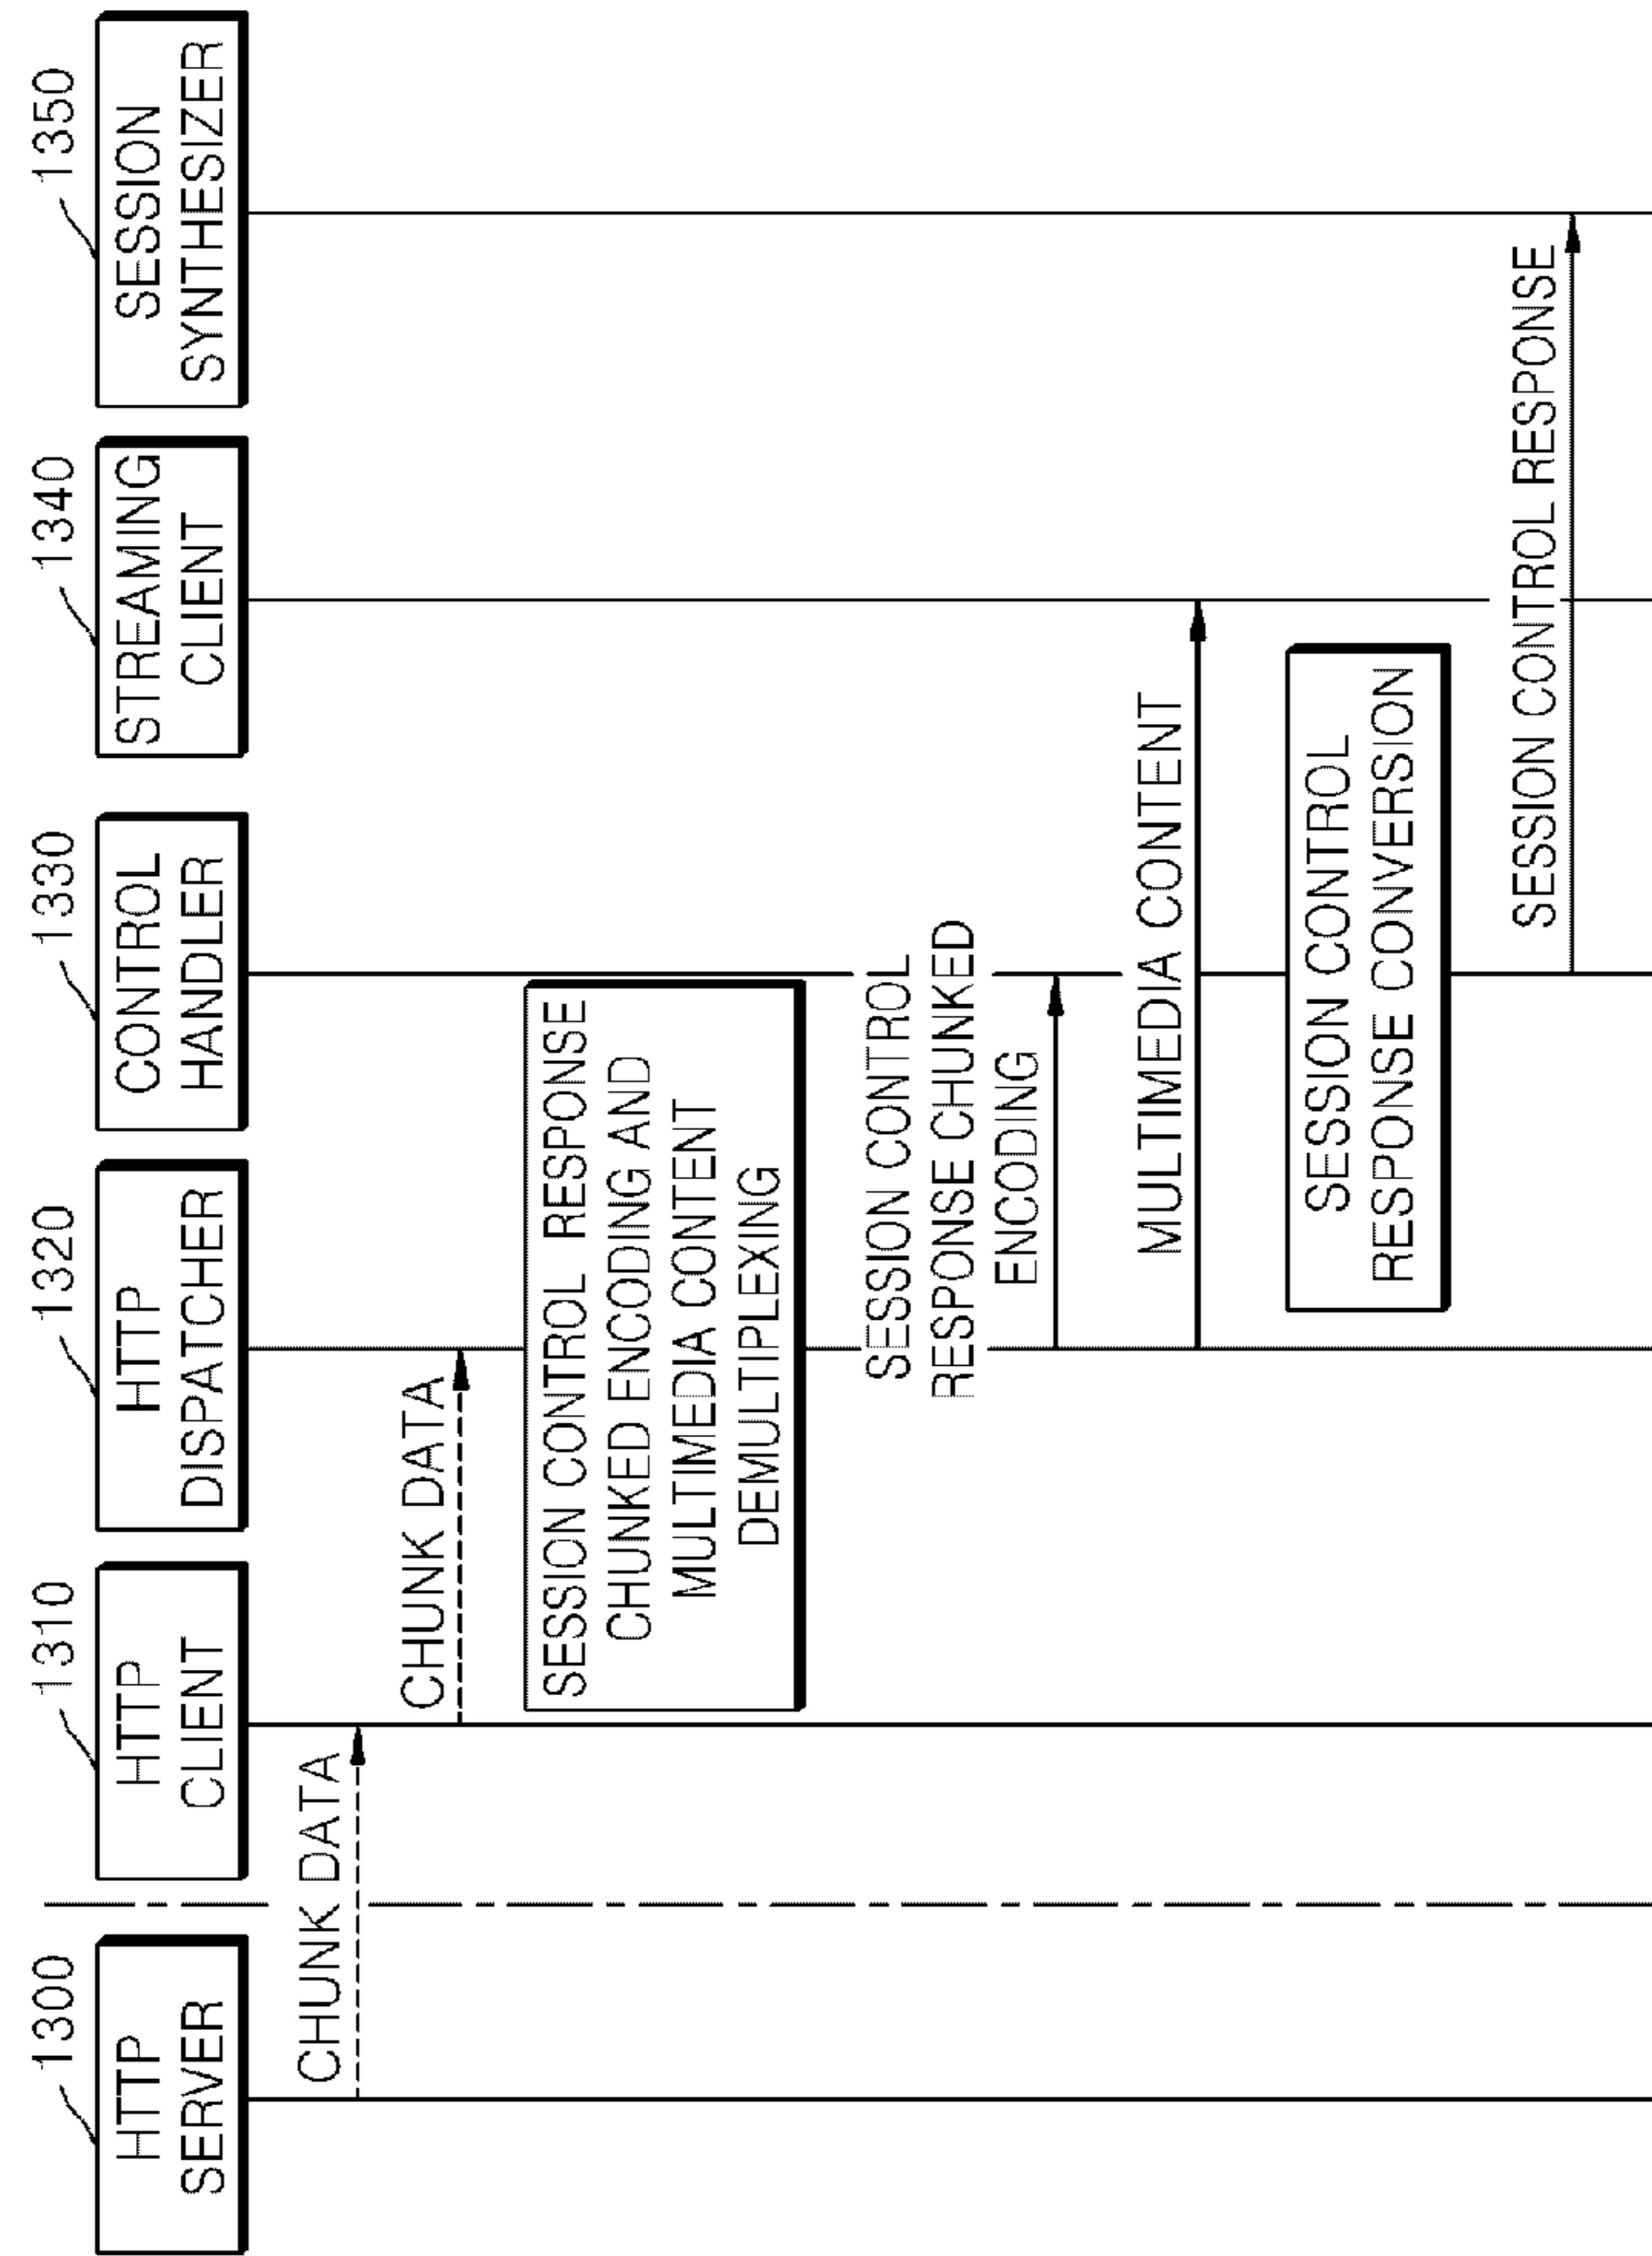 1300
HTTP
SERVER
1310
HTTP
CLIENT
1320
HTTP
DISPATCHER
1330
CONTROL
HANDLER
1340
STREAMING
CLIENT
1350
SESSION
SYNTHESIZER
CHUNK DATA
CHUNK DATA
SESSION CONTROL RESPONSE
CHUNKED ENCODING AND
MULTIMEDIA CONTENT
DEMULTIPLEXING
SESSION CONTROL
RESPONSE CHUNKED
ENCODING
MULTIMEDIA CONTENT
SESSION CONTROL
RESPONSE CONVERSION
SESSION CONTROL RESPONSE